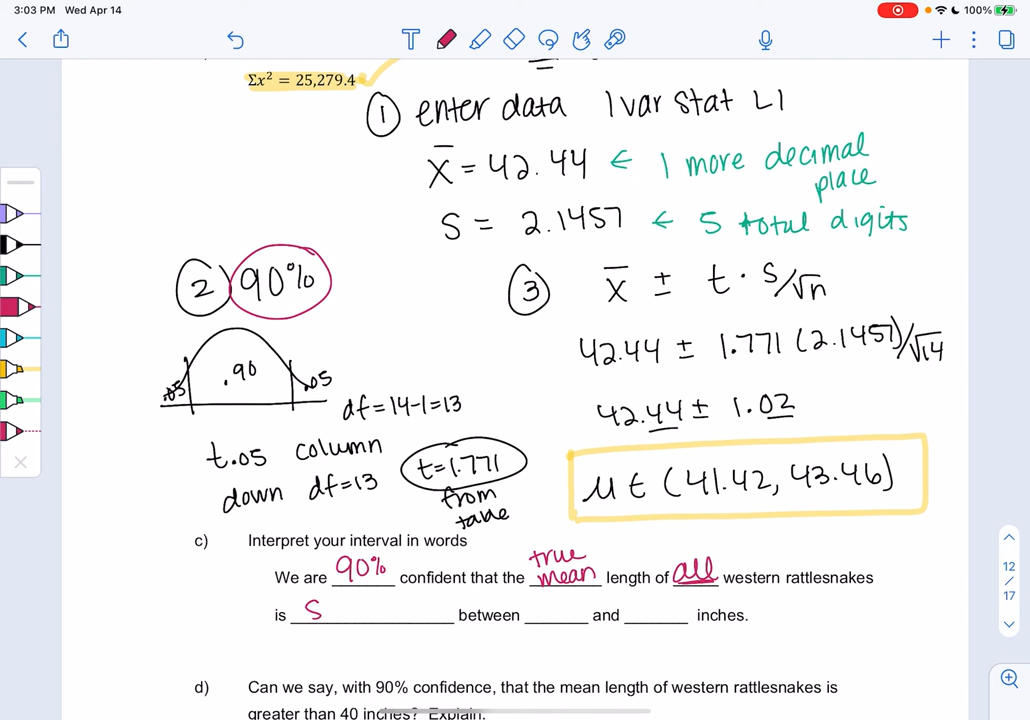 3:03 PM Wed Apr 14
100%
Σx² = 25,279.4
① enter data 1 var Stat L1
x̄ = 42.44 ← 1 more decimal place
S = 2.1457 ← 5 total digits
② 90%
③ x̄ ± t · S/√n
.05 .90 .05
42.44 ± 1.771 (2.1457)/√14
df = 14-1 = 13
42.44 ± 1.02
t.05 column
down df = 13
t = 1.771
from table
μ ∈ (41.42, 43.46)
c) Interpret your interval in words
We are 90% confident that the true mean length of all western rattlesnakes
is S__________ between _______ and _______ inches.
12
/
17
d) Can we say, with 90% confidence, that the mean length of western rattlesnakes is
greater than 40 inches? Explain.